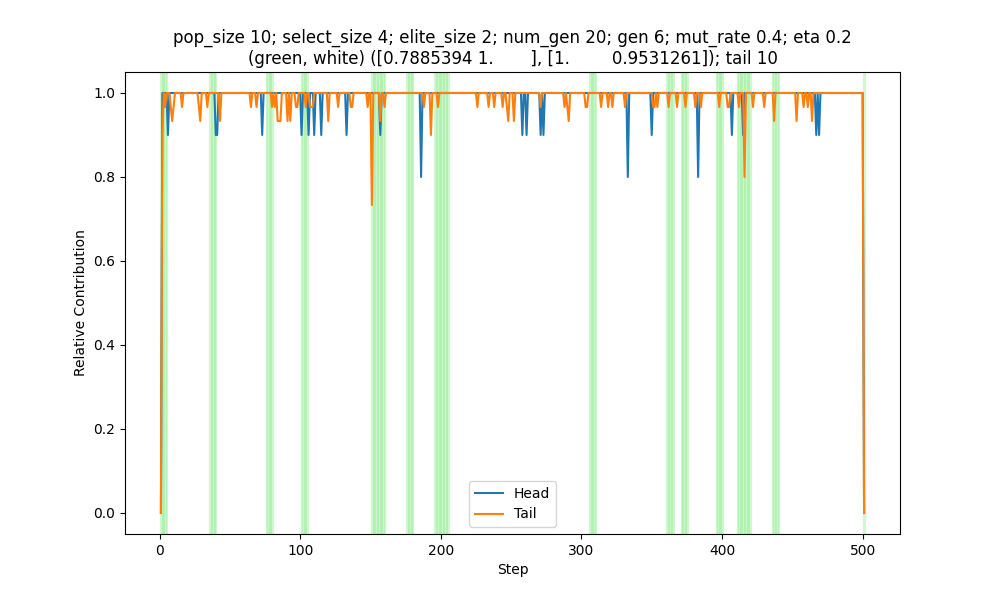 pop_size 10; select_size 4; elite_size 2; num_gen 20; gen 6; mut_rate 0.4; eta 0.2
(green, white) ([0.7885394 1.        ], [1.         0.9531261]); tail 10
1.0
0.8
0.6
0.4
0.2
0.0
Relative Contribution
Head
Tail
0
100
200
300
400
500
Step